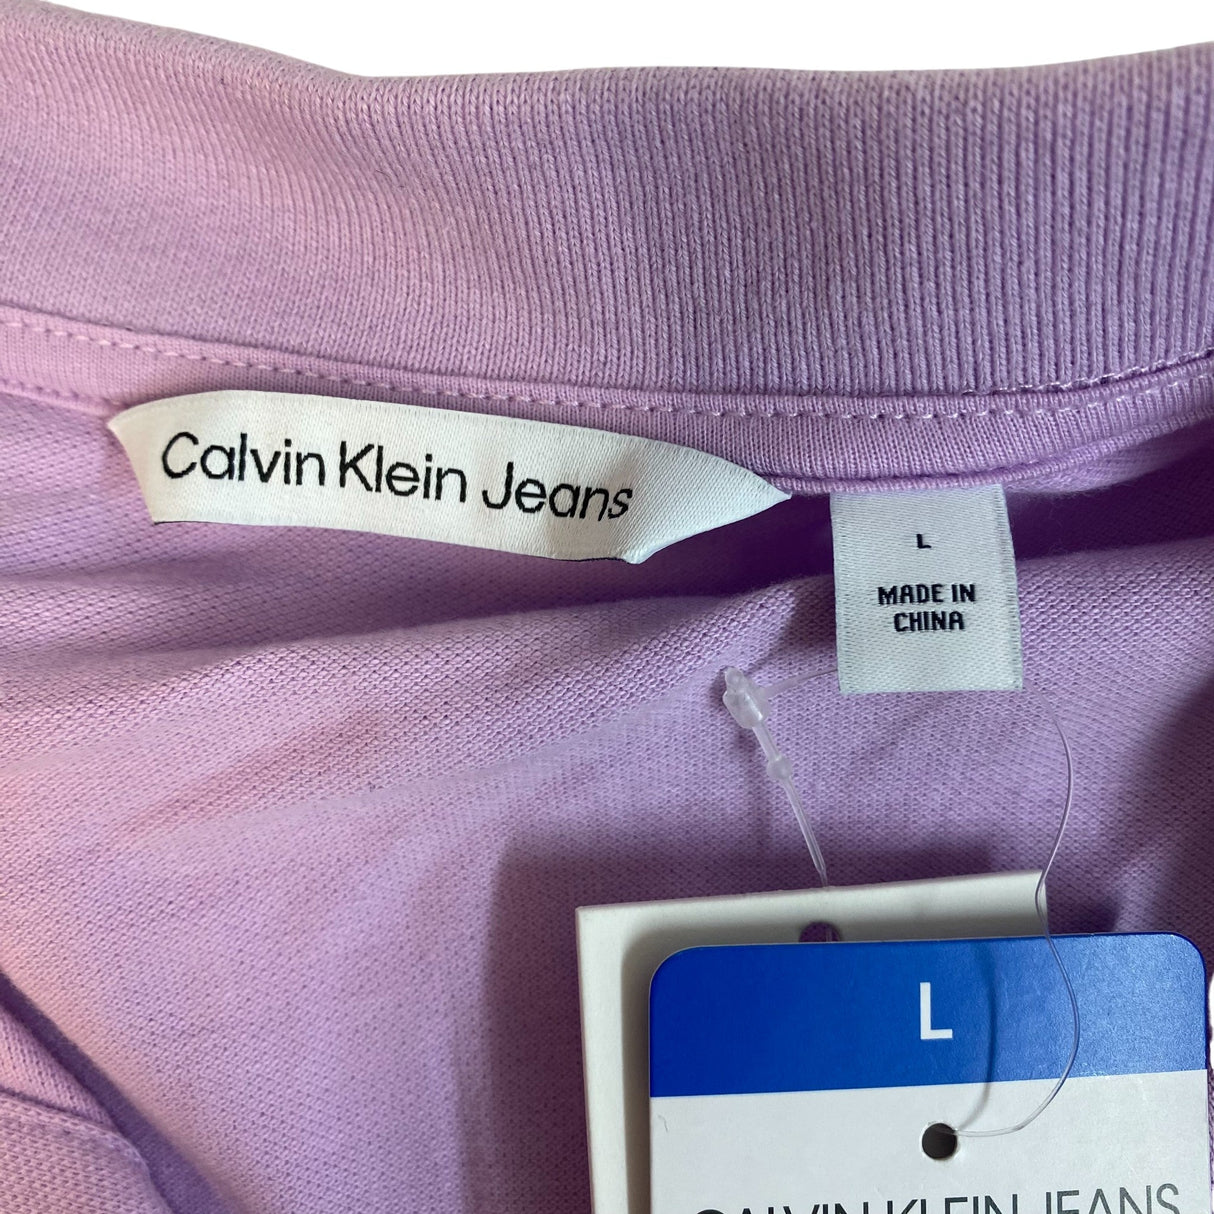 Calvin Klein Jeans
L
MADE IN
CHINA
L
CALVIN KLEIN JEANS